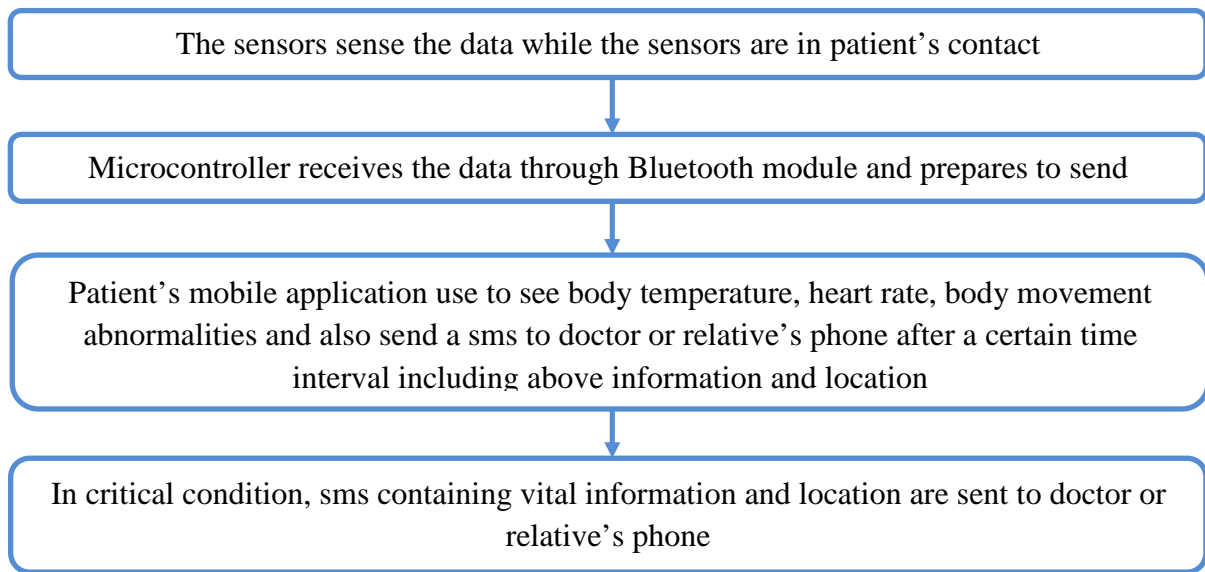 The sensors sense the data while the sensors are in patient’s contact
Microcontroller receives the data through Bluetooth module and prepares to send
Patient’s mobile application use to see body temperature, heart rate, body movement
abnormalities and also send a sms to doctor or relative’s phone after a certain time
interval including above information and location
In critical condition, sms containing vital information and location are sent to doctor or
relative’s phone